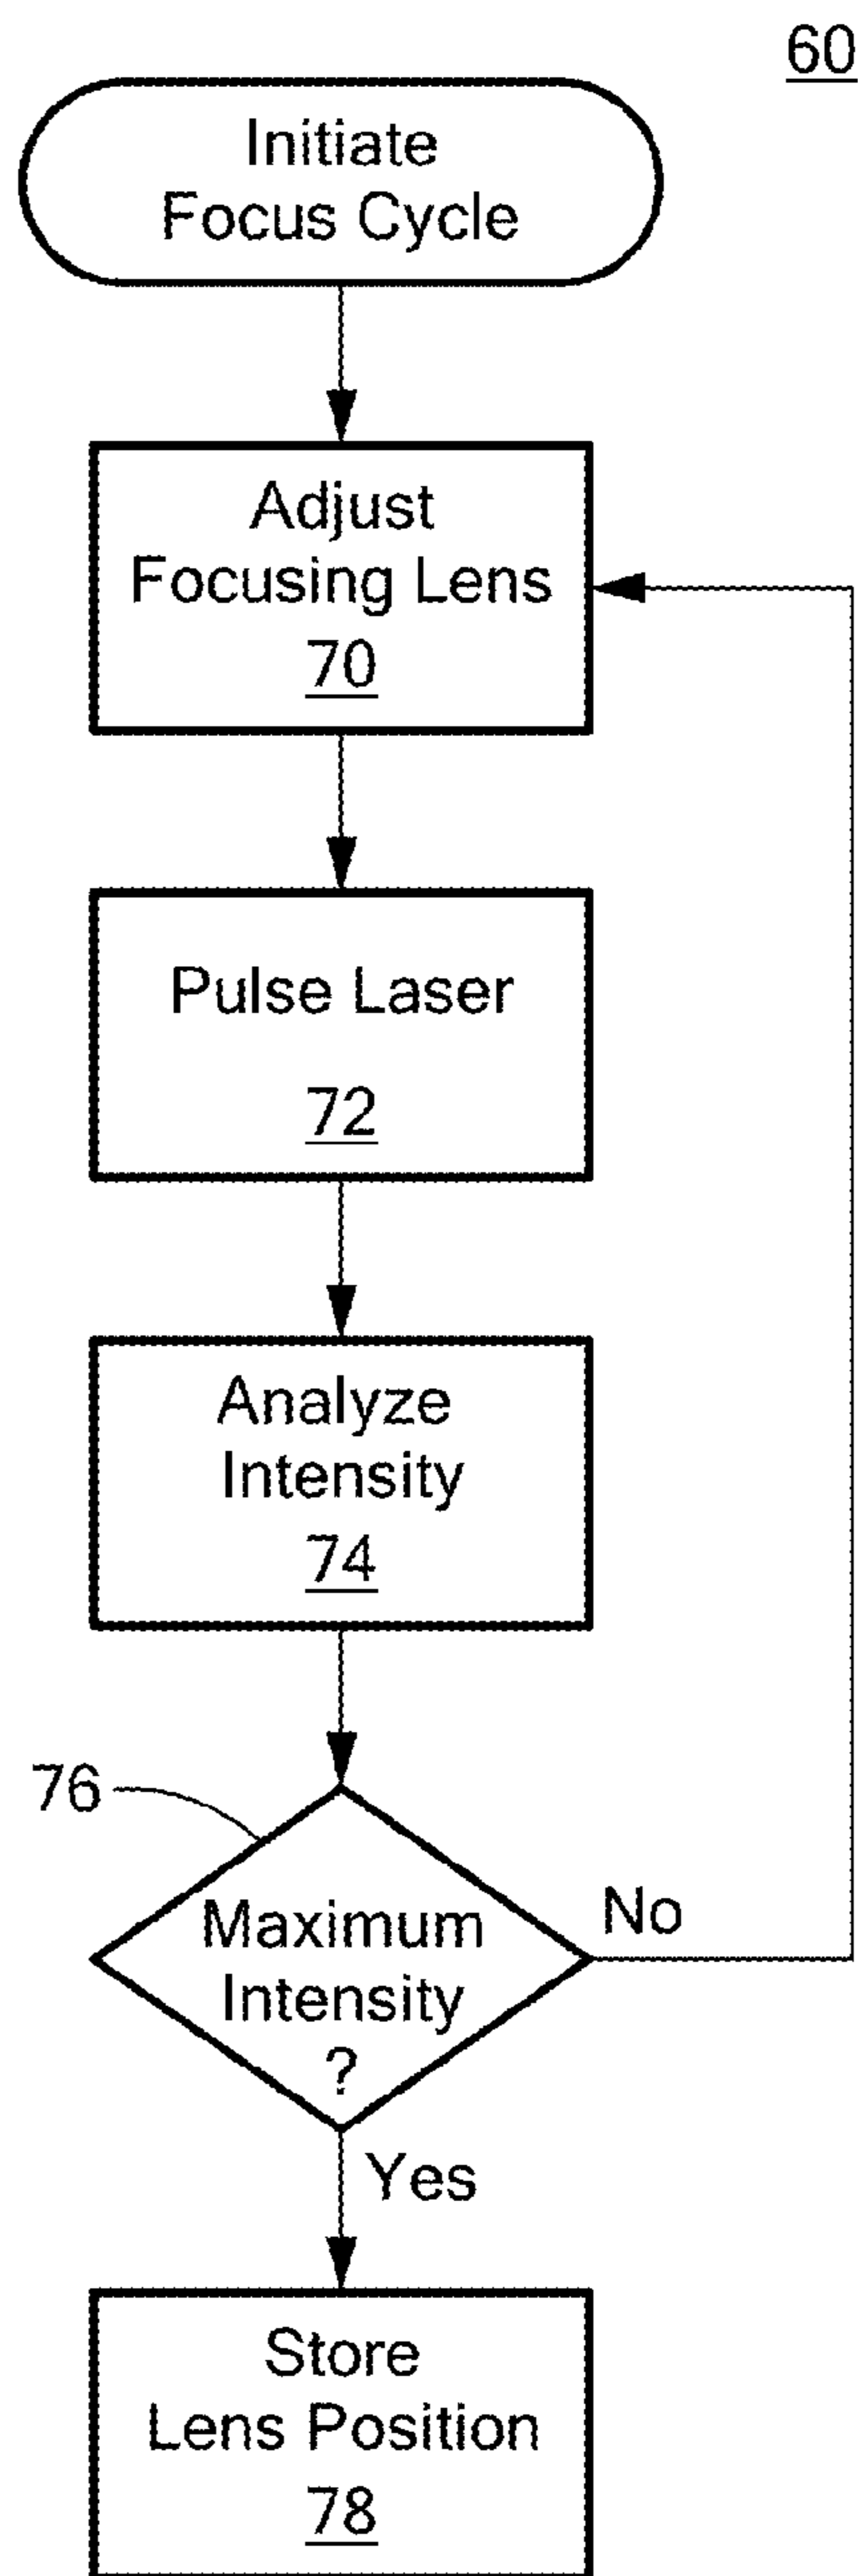 60
Initiate
Focus Cycle
Adjust
Focusing Lens
70
Pulse Laser
72
Analyze
Intensity
74
76
Maximum
Intensity
?
No
Yes
Store
Lens Position
78